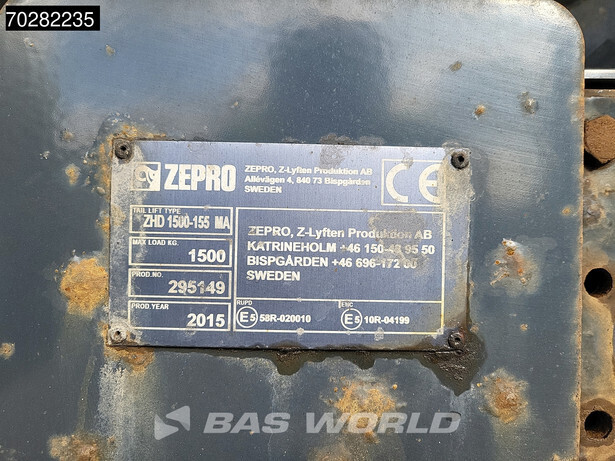 70282235
ZEPRO
ZEPRO, Z-Lyften Produktion AB
Allévägen 4, 840 73 Bispgården
SWEDEN
CE
TAIL LIFT TYPE
ZHD 1500-155 MA
MAX LOAD KG.
1500
PROD.NO.
295149
PROD.YEAR
2015
ZEPRO, Z-Lyften Produktion AB
KATRINEHOLM +46 150-48 95 50
BISPGÅRDEN +46 696-172 00
SWEDEN
RUPD
E5 58R-020010
EMC
E5 10R-04199
BAS WORLD